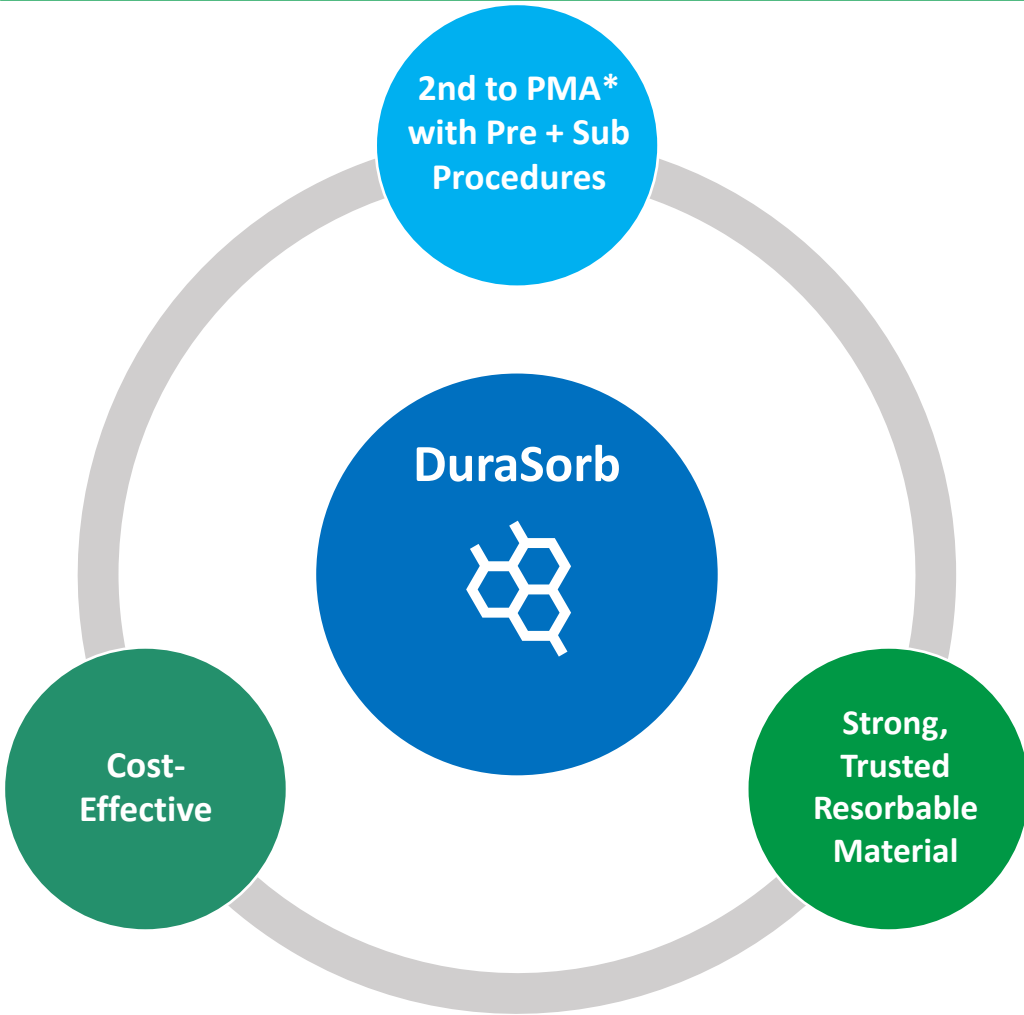 2nd to PMA*
with Pre + Sub
Procedures
DuraSorb
Cost-
Effective
Strong,
Trusted
Resorbable
Material